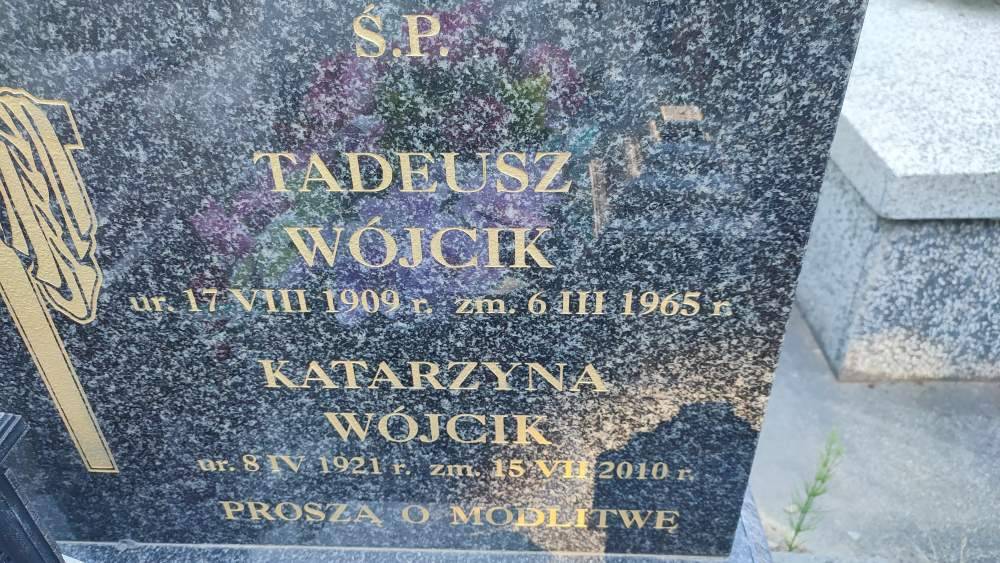 Ś.P.
TADEUSZ
WÓJCIK
ur. 17 VIII 1909 r. zm. 6 III 1965 r.
KATARZYNA
WÓJCIK
ur. 8 IV 1921 r. zm. 15 VII 2010 r.
PROSZĄ O MODLITWĘ